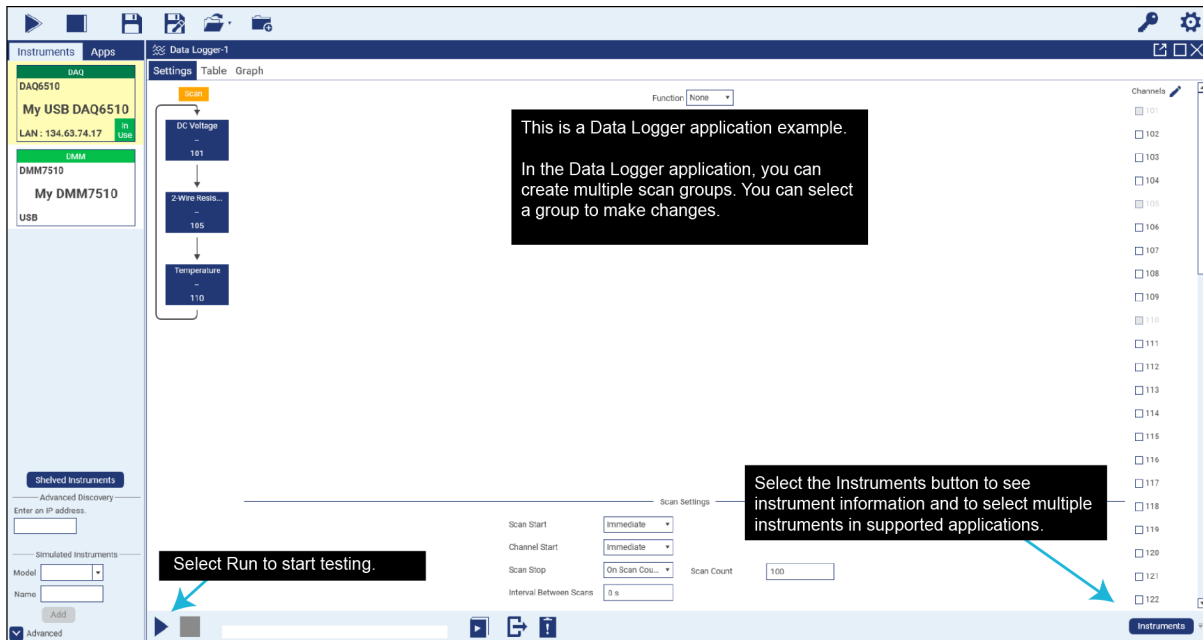 Instruments Apps
DAQ
DAQ6510
My USB DAQ6510
LAN : 134.63.74.17
In
Use
DMM
DMM7510
My DMM7510
USB
Shelved Instruments
Advanced Discovery
Enter an IP address.
Simulated Instruments
Model
Name
Add
Advanced
Data Logger-1
Settings Table Graph
Scan
DC Voltage
–
101
2-Wire Resis...
–
105
Temperature
–
110
Function None
This is a Data Logger application example.
In the Data Logger application, you can
create multiple scan groups. You can select
a group to make changes.
Channels
101
102
103
104
105
106
107
108
109
110
111
112
113
114
115
116
117
118
119
120
121
122
Select the Instruments button to see
instrument information and to select multiple
instruments in supported applications.
Scan Settings
Scan Start Immediate
Channel Start Immediate
Scan Stop On Scan Cou... Scan Count 100
Interval Between Scans 0 s
Select Run to start testing.
Instruments